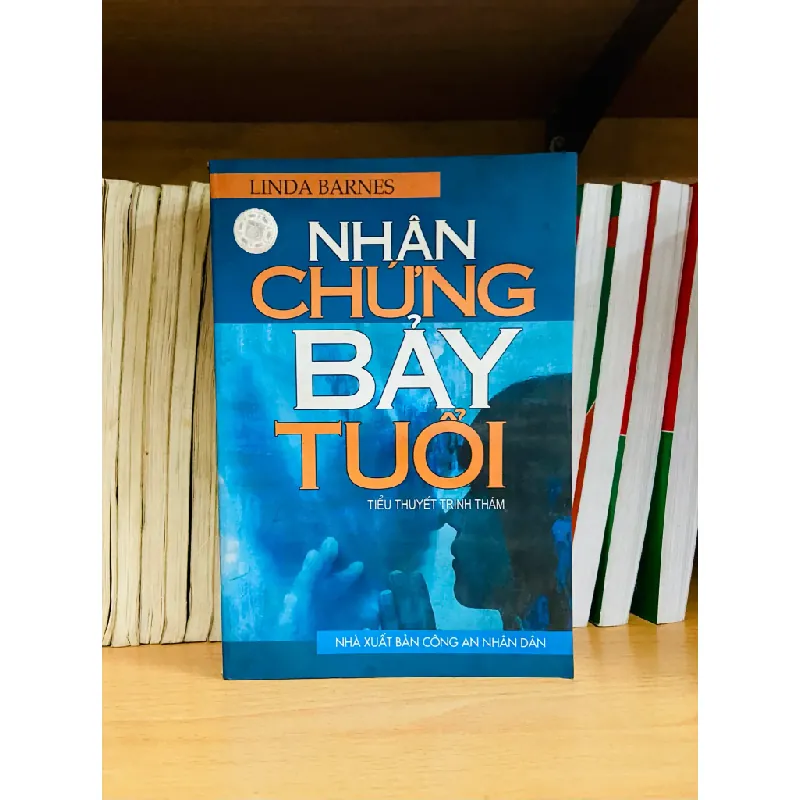 LINDA BARNES
NHÂN
CHỨNG
BẢY
TUỔI
TIỂU THUYẾT TRINH THÁM
NHÀ XUẤT BẢN CÔNG AN NHÂN DÂN